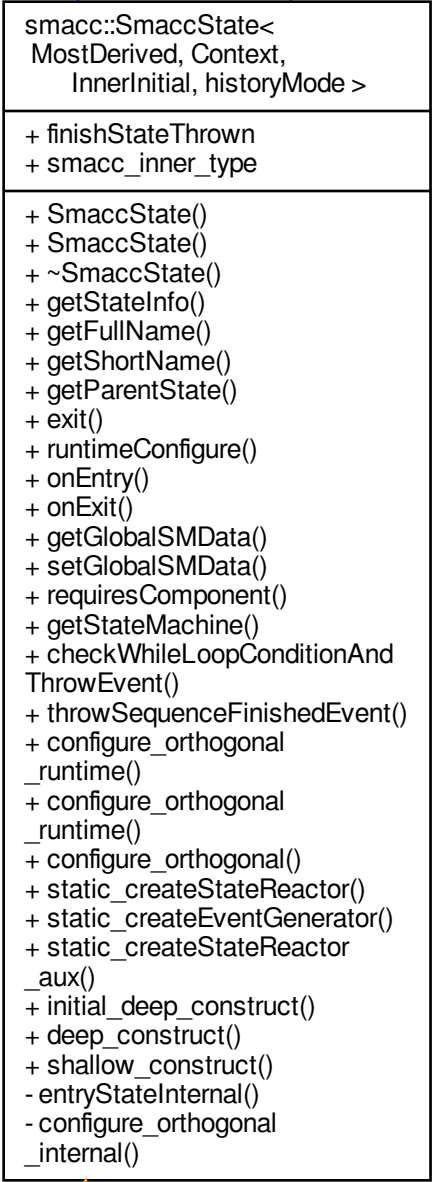 smacc::SmaccState<
MostDerived, Context,
InnerInitial, historyMode >
+ finishStateThrown
+ smacc_inner_type
+ SmaccState()
+ SmaccState()
+ ~SmaccState()
+ getStateInfo()
+ getFullName()
+ getShortName()
+ getParentState()
+ exit()
+ runtimeConfigure()
+ onEntry()
+ onExit()
+ getGlobalSMData()
+ setGlobalSMData()
+ requiresComponent()
+ getStateMachine()
+ checkWhileLoopConditionAnd
ThrowEvent()
+ throwSequenceFinishedEvent()
+ configure_orthogonal
_runtime()
+ configure_orthogonal
_runtime()
+ configure_orthogonal()
+ static_createStateReactor()
+ static_createEventGenerator()
+ static_createStateReactor
_aux()
+ initial_deep_construct()
+ deep_construct()
+ shallow_construct()
- entryStateInternal()
- configure_orthogonal
_internal()